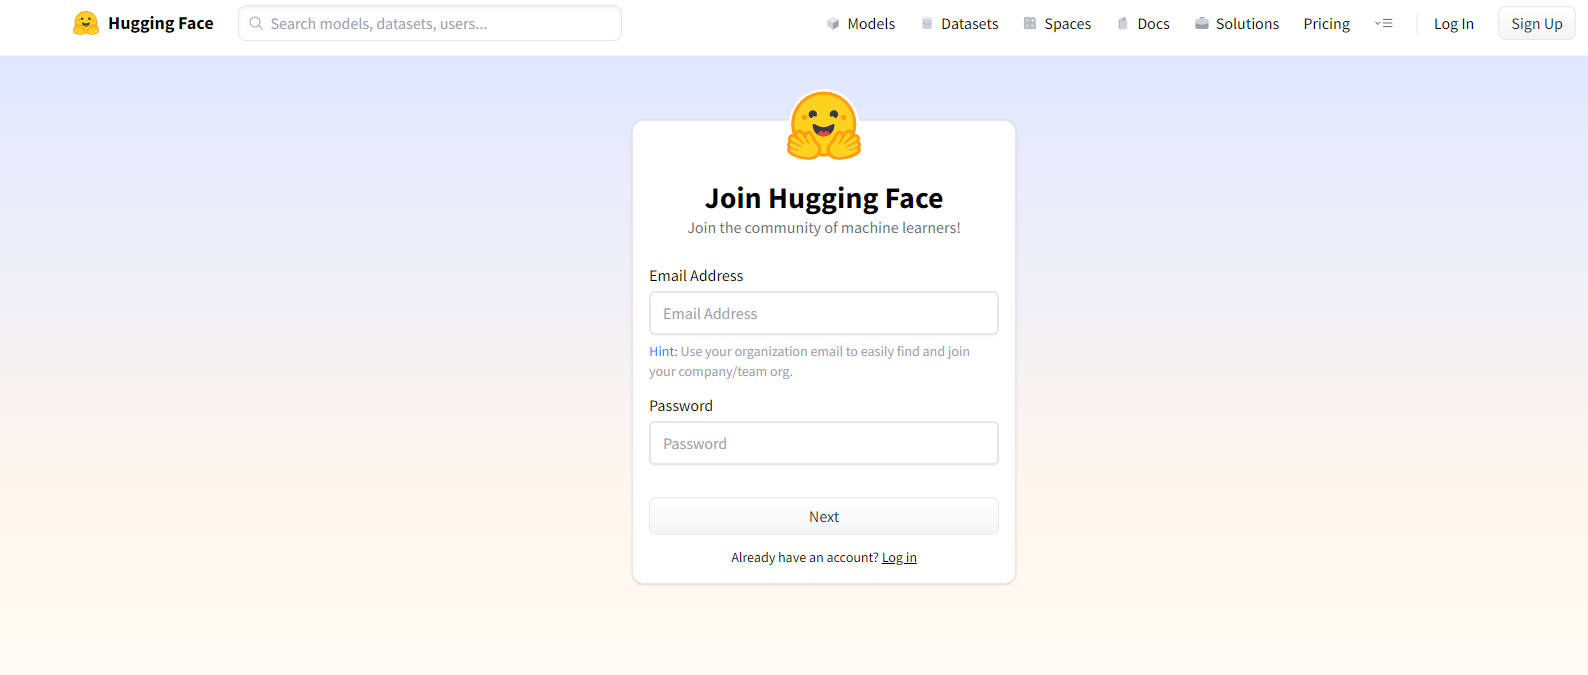 Hugging Face
Search models, datasets, users...
Models
Datasets
Spaces
Docs
Solutions
Pricing
Log In
Sign Up
Join Hugging Face
Join the community of machine learners!
Email Address
Email Address
Hint: Use your organization email to easily find and join
your company/team org.
Password
Password
Next
Already have an account? Log in